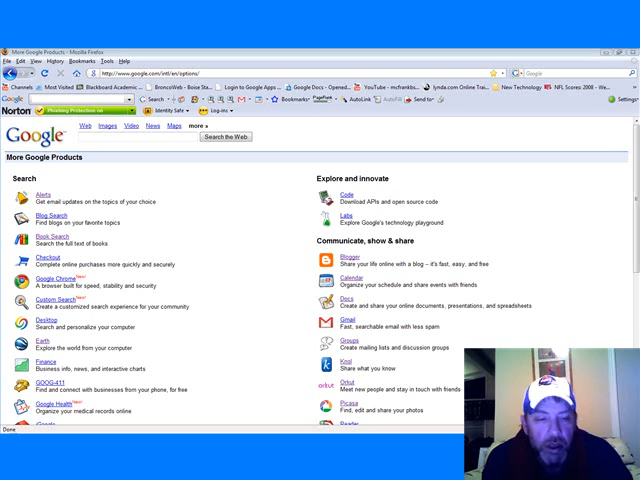 More Google Products - Mozilla Firefox
File Edit View History Bookmarks Tools Help
http://www.google.com/intl/en/options/
Google
Channels Most Visited Blackboard Academic ... BroncoWeb - Boise Sta... Login to Google Apps ... Google Docs - Opened... YouTube - mcfrankbs... lynda.com Online Trai... New Technology NFL Scores: 2008 - We...
Google Search Bookmarks PageRank AutoLink AutoFill Send to Settings
Norton Phishing Protection on Identity Safe Log-ins
Web Images Video News Maps more »
Google
Search the Web
More Google Products
Search
Alerts
Get email updates on the topics of your choice
Blog Search
Find blogs on your favorite topics
Book Search
Search the full text of books
Checkout
Complete online purchases more quickly and securely
Google Chrome New!
A browser built for speed, stability and security
Custom Search New!
Create a customized search experience for your community
Desktop
Search and personalize your computer
Earth
Explore the world from your computer
Finance
Business info, news, and interactive charts
GOOG-411
Find and connect with businesses from your phone, for free
Google Health New!
Organize your medical records online
iGoogle
Explore and innovate
Code
Download APIs and open source code
Labs
Explore Google's technology playground
Communicate, show & share
Blogger
Share your life online with a blog -- it's fast, easy, and free
Calendar
Organize your schedule and share events with friends
Docs
Create and share your online documents, presentations, and spreadsheets
Gmail
Fast, searchable email with less spam
Groups
Create mailing lists and discussion groups
Knol
Share what you know
orkut
Orkut
Meet new people and stay in touch with friends
Picasa
Find, edit and share your photos
Reader
Done